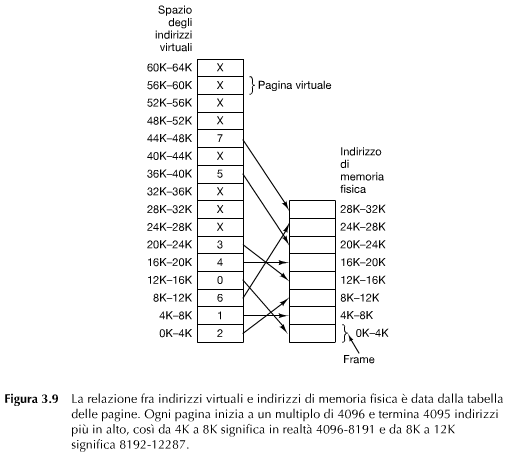 Spazio
degli
indirizzi
virtuali
60K–64K X
56K–60K X Pagina virtuale
52K–56K X
48K–52K X
44K–48K 7
40K–44K X
36K–40K 5
32K–36K X
28K–32K X
24K–28K X
20K–24K 3
16K–20K 4
12K–16K 0
8K–12K 6
4K–8K 1
0K–4K 2
Indirizzo
di
memoria
fisica
28K–32K
24K–28K
20K–24K
16K–20K
12K–16K
8K–12K
4K–8K
0K–4K
Frame
Figura 3.9 La relazione fra indirizzi virtuali e indirizzi di memoria fisica è data dalla tabella
delle pagine. Ogni pagina inizia a un multiplo di 4096 e termina 4095 indirizzi
più in alto, così da 4K a 8K significa in realtà 4096-8191 e da 8K a 12K
significa 8192-12287.